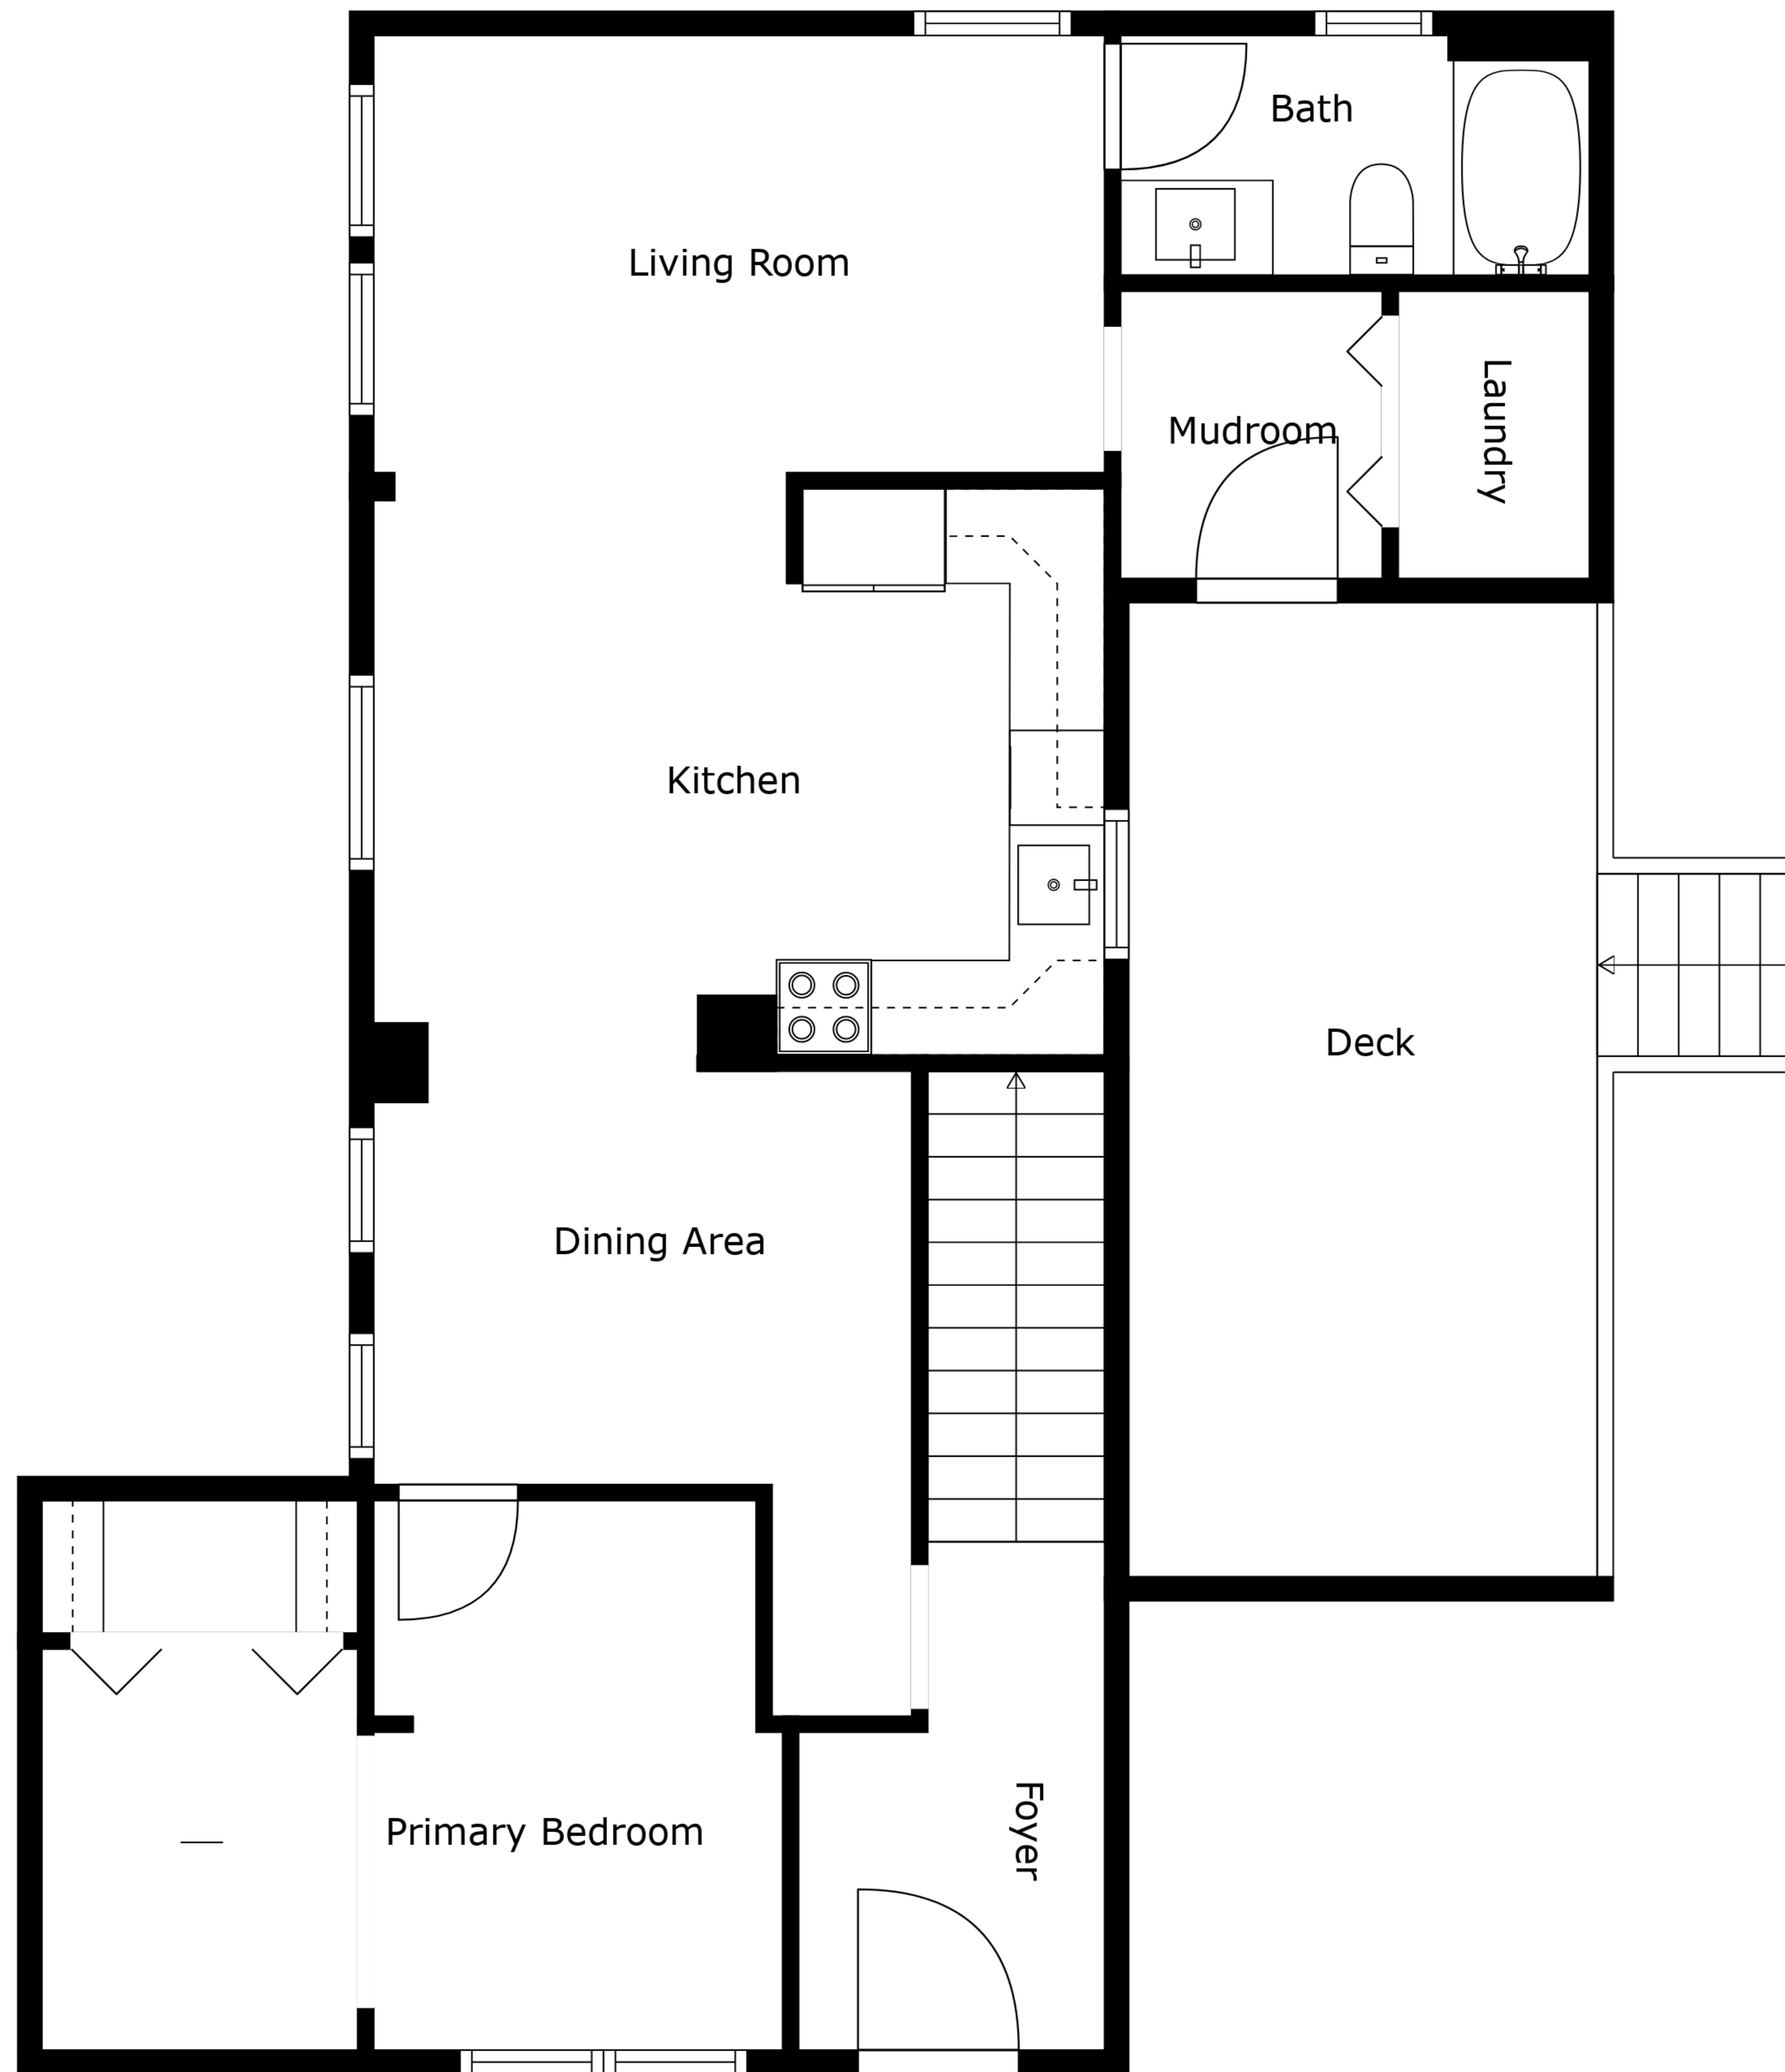 Bath
Living Room
Laundry
Mudroom
Kitchen
Deck
Dining Area
Primary Bedroom
Foyer